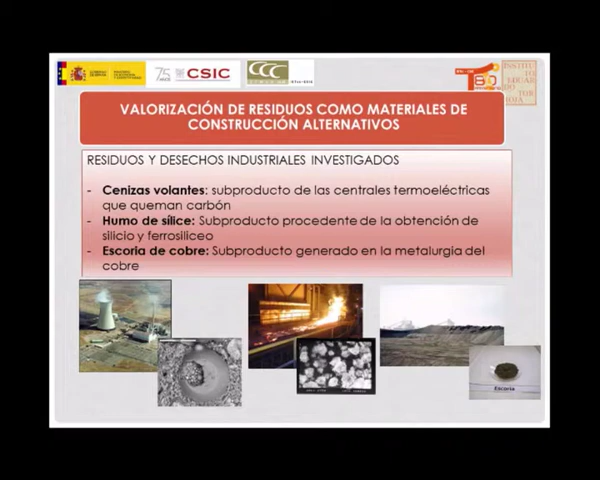 CSIC
CCC
VALORIZACIÓN DE RESIDUOS COMO MATERIALES DE
CONSTRUCCIÓN ALTERNATIVOS
RESIDUOS Y DESECHOS INDUSTRIALES INVESTIGADOS
- Cenizas volantes: subproducto de las centrales termoeléctricas
que queman carbón
- Humo de sílice: Subproducto procedente de la obtención de
silicio y ferrosiliceo
- Escoria de cobre: Subproducto generado en la metalurgia del
cobre
Escoria